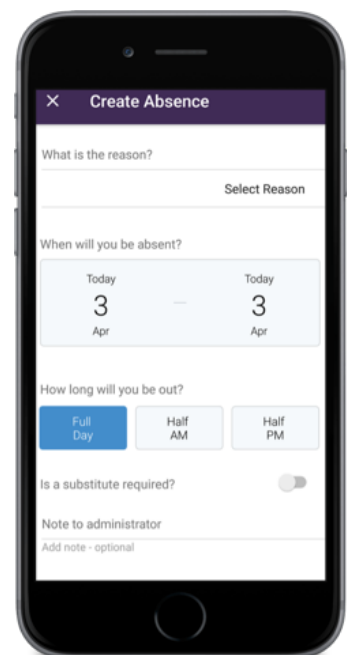 × Create Absence
What is the reason?
Select Reason
When will you be absent?
Today Today
3 — 3
Apr Apr
How long will you be out?
Full Half Half
Day AM PM
Is a substitute required?
Note to administrator
Add note - optional